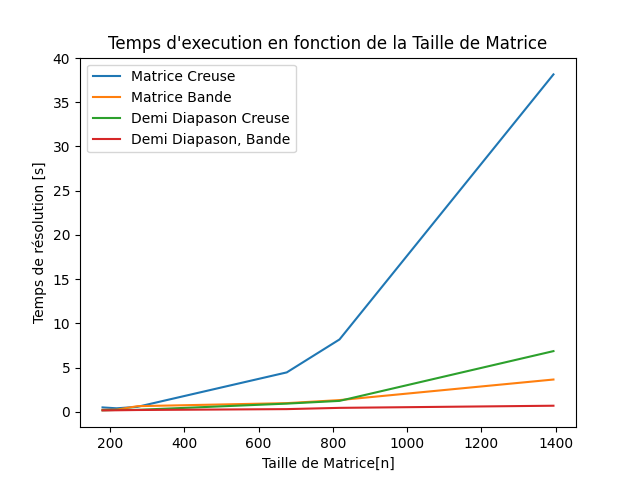 Temps d'execution en fonction de la Taille de Matrice
Matrice Creuse
Matrice Bande
Demi Diapason Creuse
Demi Diapason, Bande
Temps de résolution [s]
40
35
30
25
20
15
10
5
0
200 400 600 800 1000 1200 1400
Taille de Matrice[n]